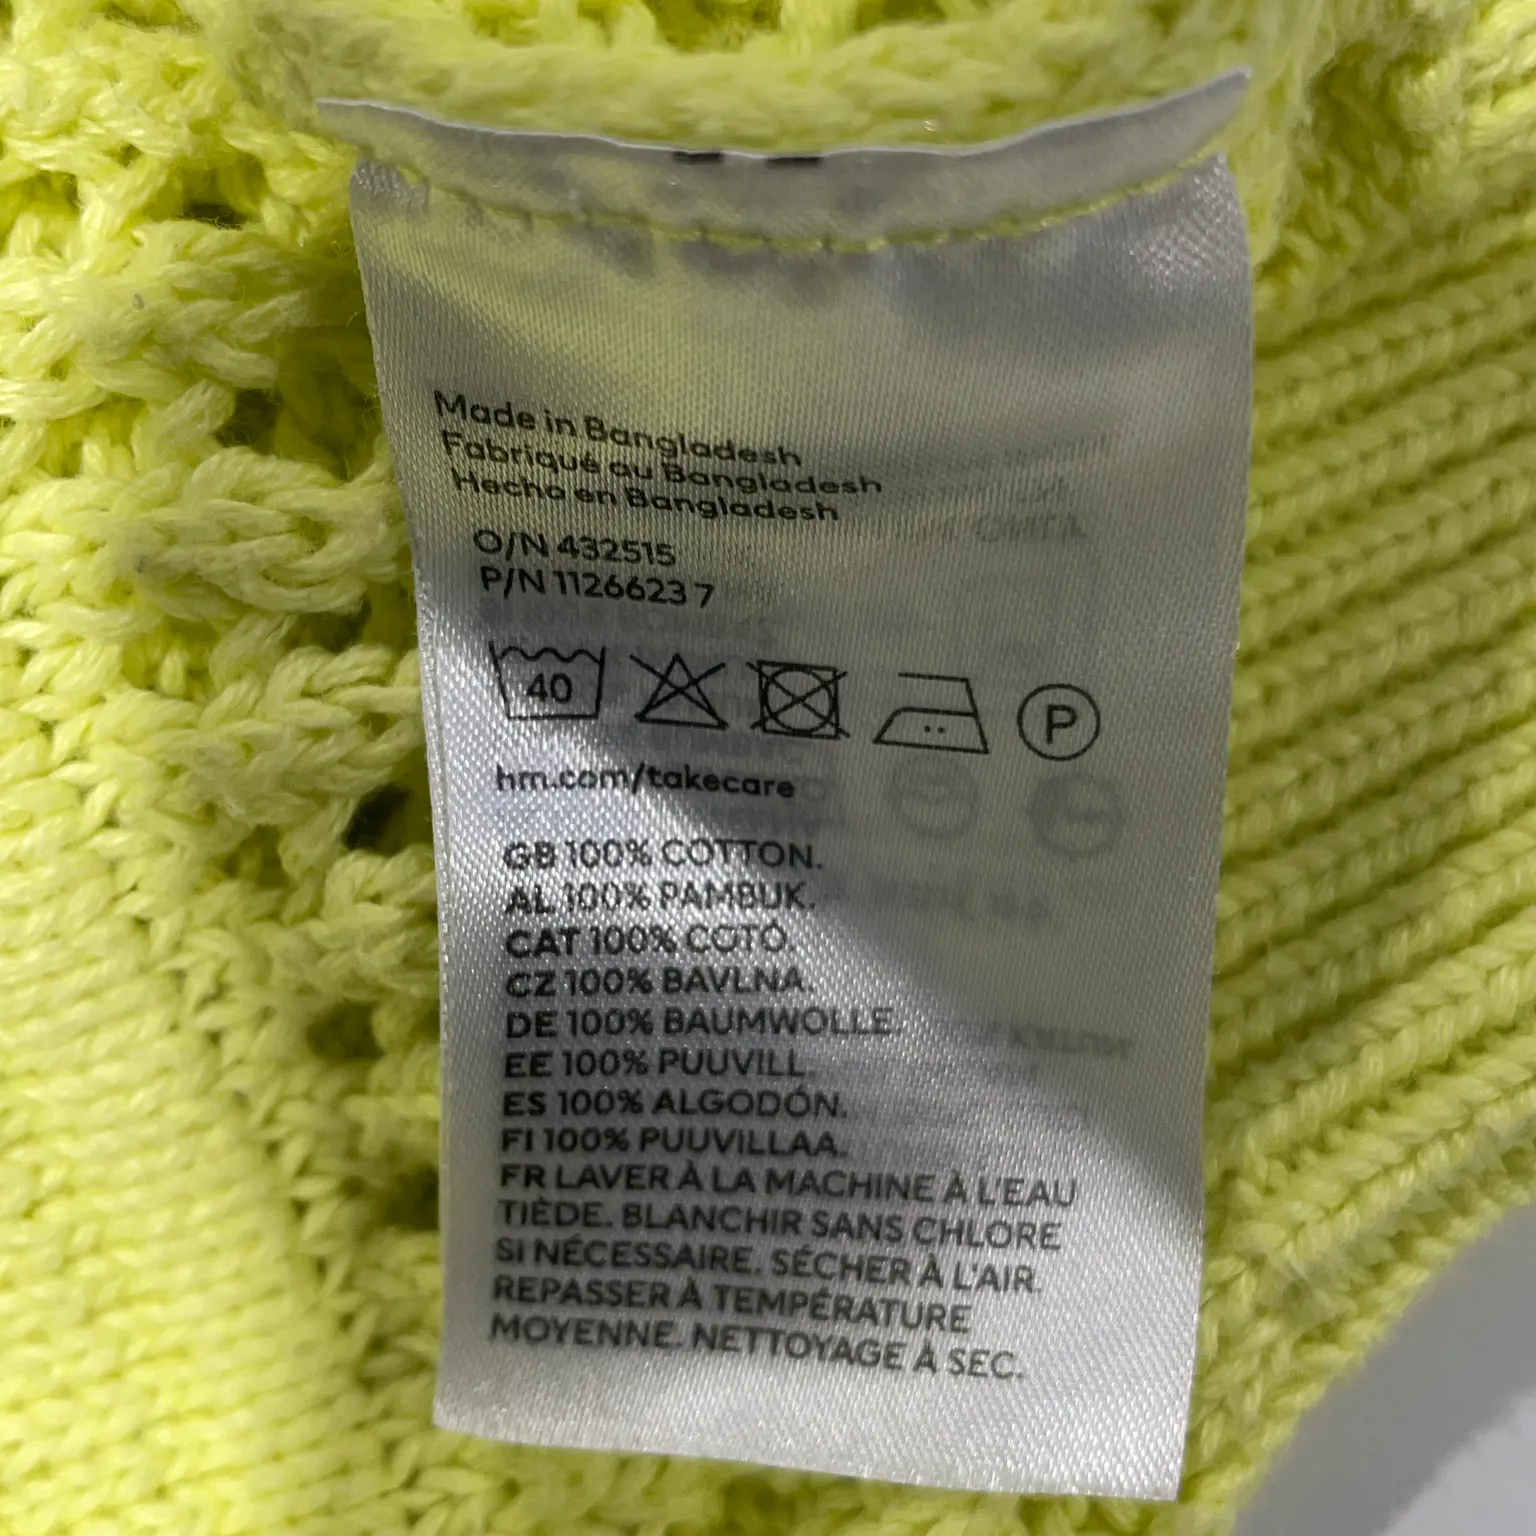 Made in Bangladesh
Fabriqué au Bangladesh
Hecho en Bangladesh
O/N 432515
P/N 11266237
40 P
hm.com/takecare
GB 100% COTTON.
AL 100% PAMBUK.
CAT 100% COTÓ.
CZ 100% BAVLNA.
DE 100% BAUMWOLLE.
EE 100% PUUVILL.
ES 100% ALGODÓN.
FI 100% PUUVILLAA.
FR LAVER À LA MACHINE À L'EAU
TIÈDE. BLANCHIR SANS CHLORE
SI NÉCESSAIRE. SÉCHER À L'AIR.
REPASSER À TEMPÉRATURE
MOYENNE. NETTOYAGE À SEC.